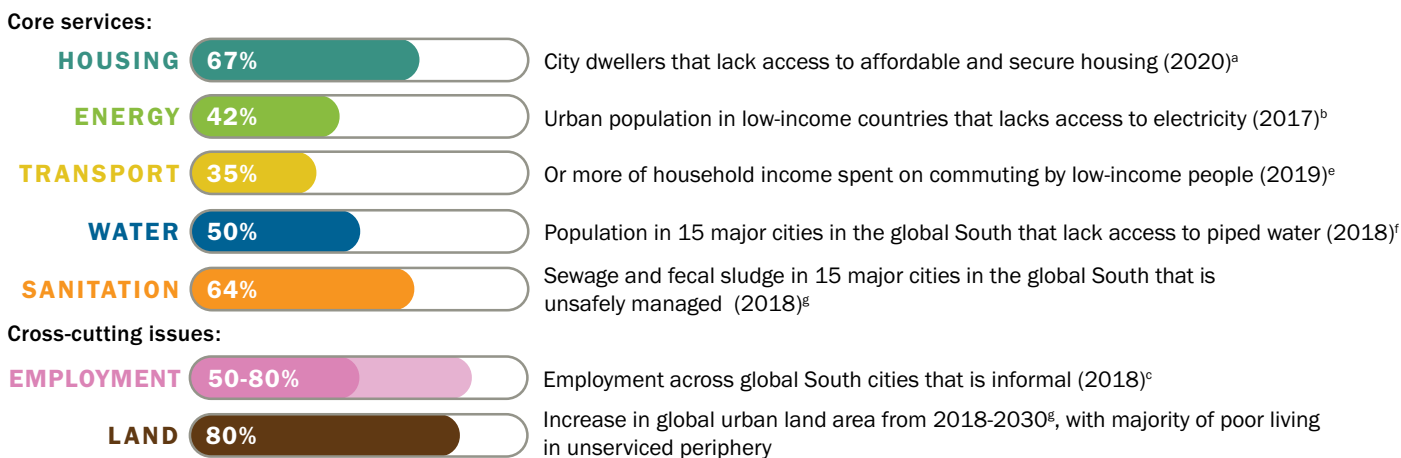 Core services:
HOUSING 67% City dwellers that lack access to affordable and secure housing (2020)ᵃ
ENERGY 42% Urban population in low-income countries that lacks access to electricity (2017)ᵇ
TRANSPORT 35% Or more of household income spent on commuting by low-income people (2019)ᵉ
WATER 50% Population in 15 major cities in the global South that lack access to piped water (2018)ᶠ
SANITATION 64% Sewage and fecal sludge in 15 major cities in the global South that is
unsafely managed (2018)ᵍ
Cross-cutting issues:
EMPLOYMENT 50-80% Employment across global South cities that is informal (2018)ᶜ
LAND 80% Increase in global urban land area from 2018-2030ᵍ, with majority of poor living
in unserviced periphery